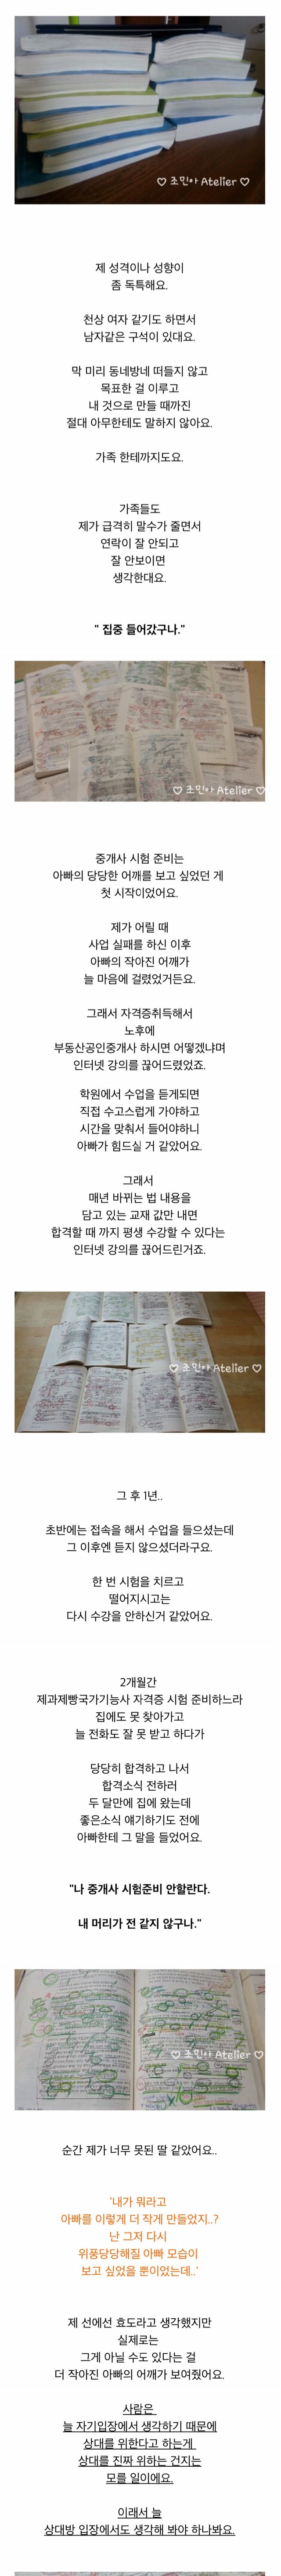 ♡ 조민아 Atelier ♡
제 성격이나 성향이
좀 독특해요.
천상 여자 같기도 하면서
남자같은 구석이 있대요.
막 미리 동네방네 떠들지 않고
목표한 걸 이루고
내 것으로 만들 때까진
절대 아무한테도 말하지 않아요.
가족 한테까지도요.
가족들도
제가 급격히 말수가 줄면서
연락이 잘 안되고
잘 안보이면
생각한대요.
" 집중 들어갔구나."
♡ 조민아 Atelier ♡
중개사 시험 준비는
아빠의 당당한 어깨를 보고 싶었던 게
첫 시작이었어요.
제가 어릴 때
사업 실패를 하신 이후
아빠의 작아진 어깨가
늘 마음에 걸렸었거든요.
그래서 자격증취득해서
노후에
부동산공인중개사 하시면 어떻겠냐며
인터넷 강의를 끊어드렸었죠.
학원에서 수업을 듣게되면
직접 수고스럽게 가야하고
시간을 맞춰서 들어야하니
아빠가 힘드실 거 같았어요.
그래서
매년 바뀌는 법 내용을
담고 있는 교재 값만 내면
합격할 때 까지 평생 수강할 수 있다는
인터넷 강의를 끊어드린거죠.
♡ 조민아 Atelier ♡
그 후 1년..
초반에는 접속을 해서 수업을 들으셨는데
그 이후엔 듣지 않으셨더라구요.
한 번 시험을 치르고
떨어지시고는
다시 수강을 안하신거 같았어요.
2개월간
제과제빵국가기능사 자격증 시험 준비하느라
집에도 못 찾아가고
늘 전화도 잘 못 받고 하다가
당당히 합격하고 나서
합격소식 전하러
두 달만에 집에 왔는데
좋은소식 얘기하기도 전에
아빠한테 그 말을 들었어요.
"나 중개사 시험준비 안할란다.
내 머리가 전 같지 않구나."
♡ 조민아 Atelier ♡
순간 제가 너무 못된 딸 같았어요..
'내가 뭐라고
아빠를 이렇게 더 작게 만들었지..?
난 그저 다시
위풍당당해질 아빠 모습이
보고 싶었을 뿐이었는데..'
제 선에선 효도라고 생각했지만
실제로는
그게 아닐 수도 있다는 걸
더 작아진 아빠의 어깨가 보여줬어요.
사람은
늘 자기입장에서 생각하기 때문에
상대를 위한다고 하는게
상대를 진짜 위하는 건지는
모를 일이에요.
이래서 늘
상대방 입장에서도 생각해 봐야 하나봐요.